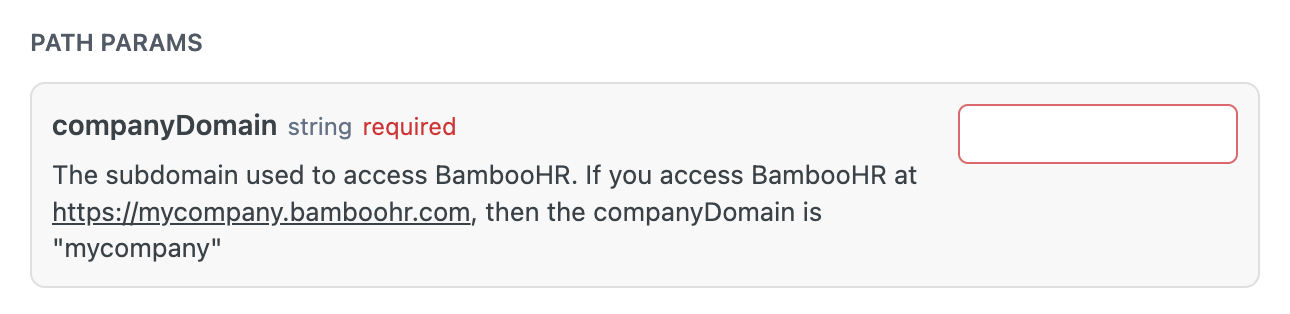 PATH PARAMS
companyDomain string required
The subdomain used to access BambooHR. If you access BambooHR at
https://mycompany.bamboohr.com, then the companyDomain is
"mycompany"